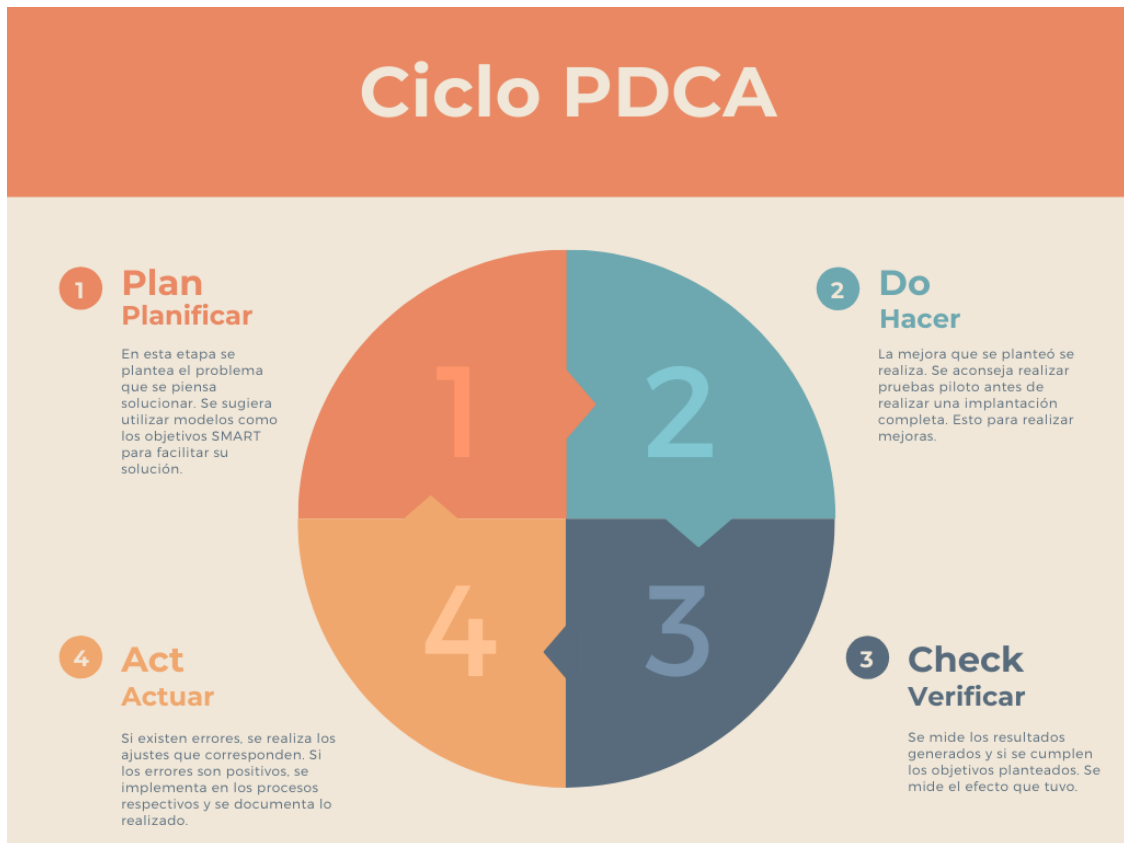 Ciclo PDCA
1
Plan
Planificar
En esta etapa se
plantea el problema
que se piensa
solucionar. Se sugiera
utilizar modelos como
los objetivos SMART
para facilitar su
solución.
2
Do
Hacer
La mejora que se planteó se
realiza. Se aconseja realizar
pruebas piloto antes de
realizar una implantación
completa. Esto para realizar
mejoras.
1
2
4
3
4
Act
Actuar
Si existen errores, se realiza los
ajustes que corresponden. Si
los errores son positivos, se
implementa en los procesos
respectivos y se documenta lo
realizado.
3
Check
Verificar
Se mide los resultados
generados y si se cumplen
los objetivos planteados. Se
mide el efecto que tuvo.